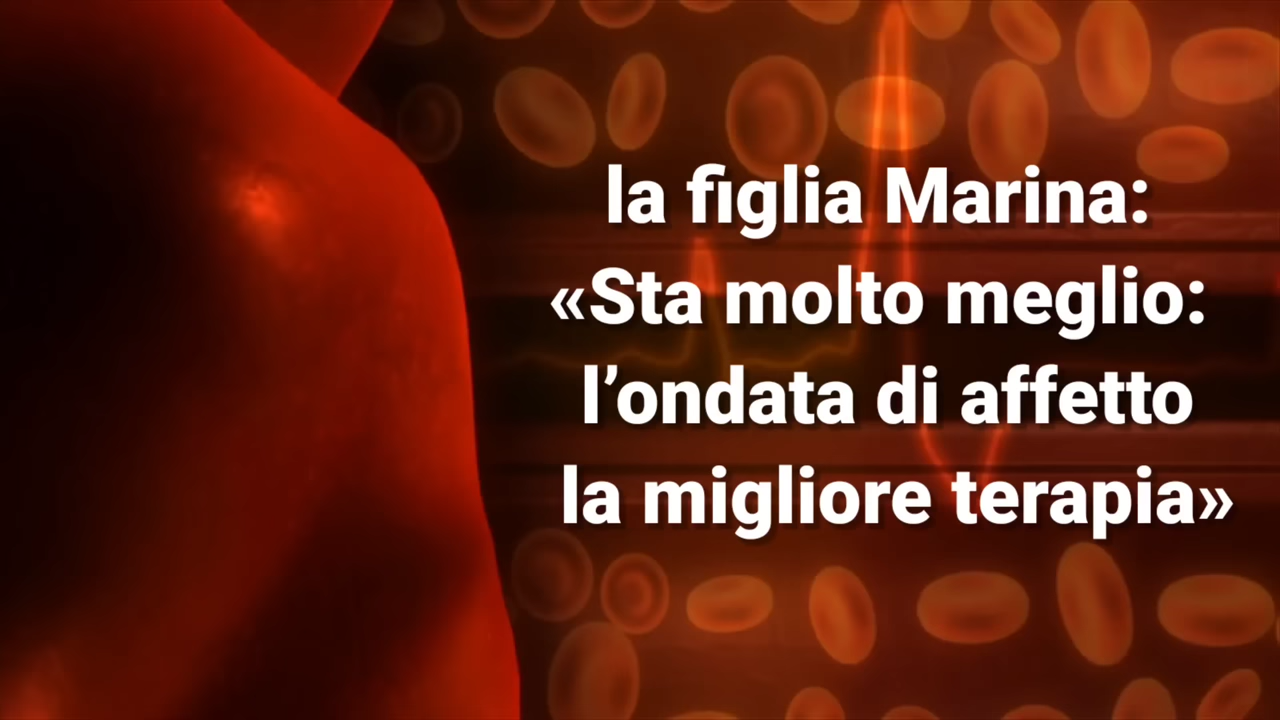 la figlia Marina:
«Sta molto meglio:
l’ondata di affetto
la migliore terapia»